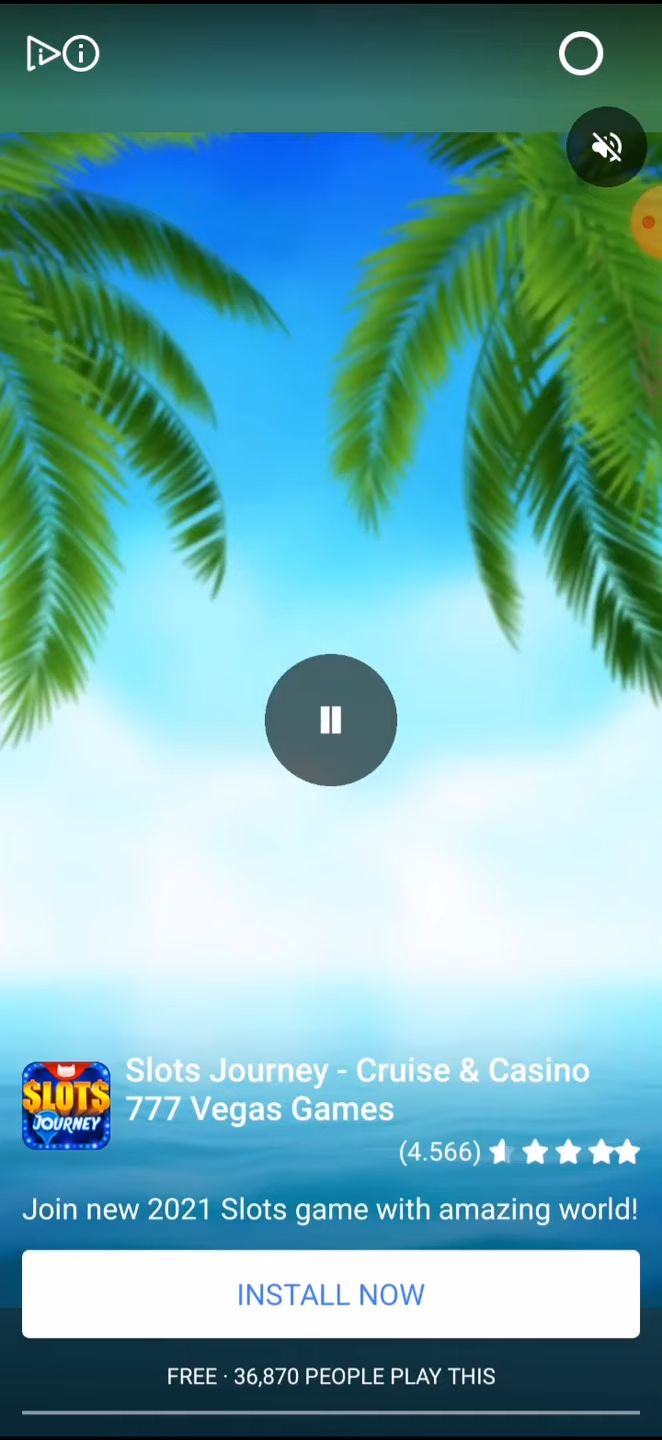 Slots Journey - Cruise & Casino
777 Vegas Games
SLOTS
JOURNEY
(4.566)
Join new 2021 Slots game with amazing world!
INSTALL NOW
FREE · 36,870 PEOPLE PLAY THIS